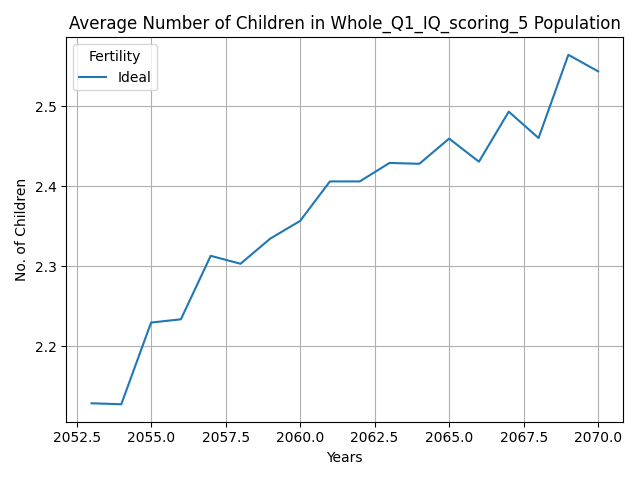 Average Number of Children in Whole_Q1_IQ_scoring_5 Population
Fertility
Ideal
No. of Children
2.5
2.4
2.3
2.2
2052.5 2055.0 2057.5 2060.0 2062.5 2065.0 2067.5 2070.0
Years